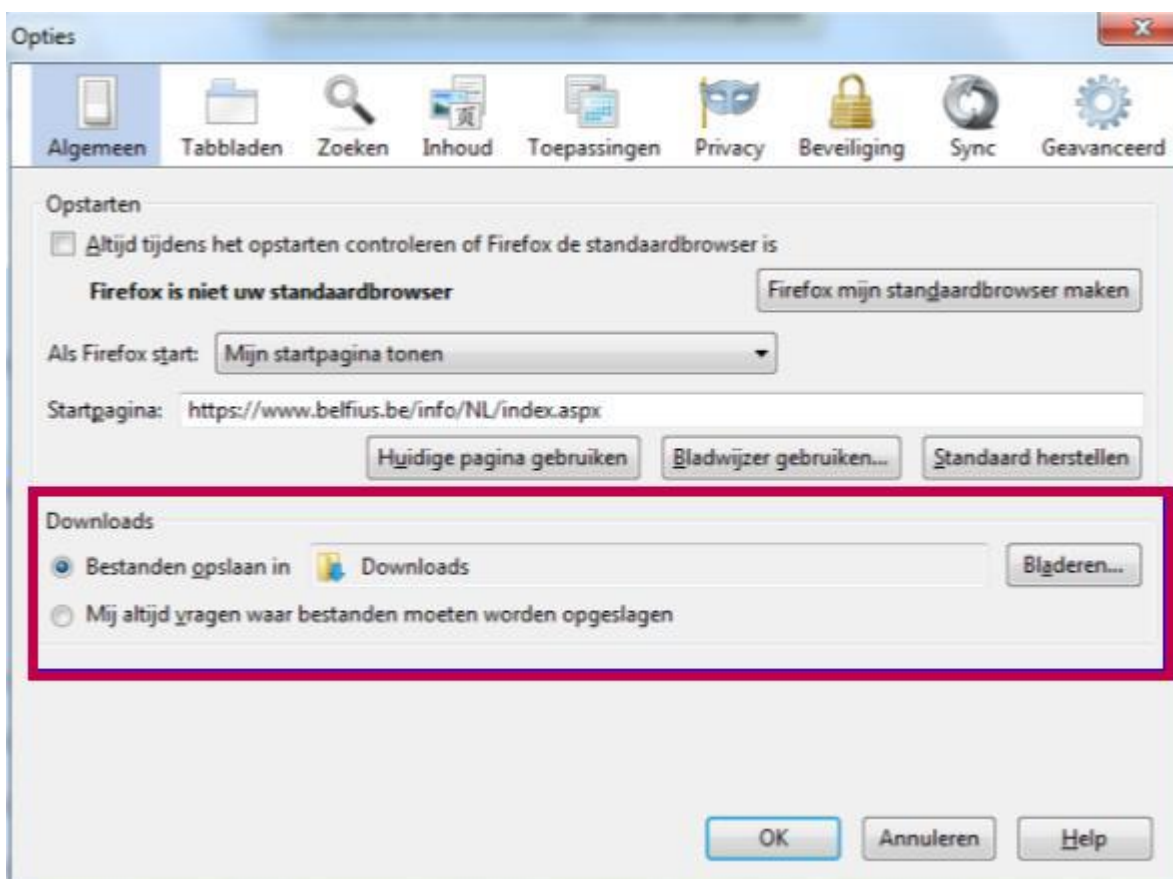 Opties
Algemeen Tabbladen Zoeken Inhoud Toepassingen Privacy Beveiliging Sync Geavanceerd
Opstarten
Altijd tijdens het opstarten controleren of Firefox de standaardbrowser is
Firefox is niet uw standaardbrowser Firefox mijn standaardbrowser maken
Als Firefox start: Mijn startpagina tonen
Startpagina: https://www.belfius.be/info/NL/index.aspx
Huidige pagina gebruiken Bladwijzer gebruiken... Standaard herstellen
Downloads
Bestanden opslaan in Downloads Bladeren...
Mij altijd vragen waar bestanden moeten worden opgeslagen
OK Annuleren Help